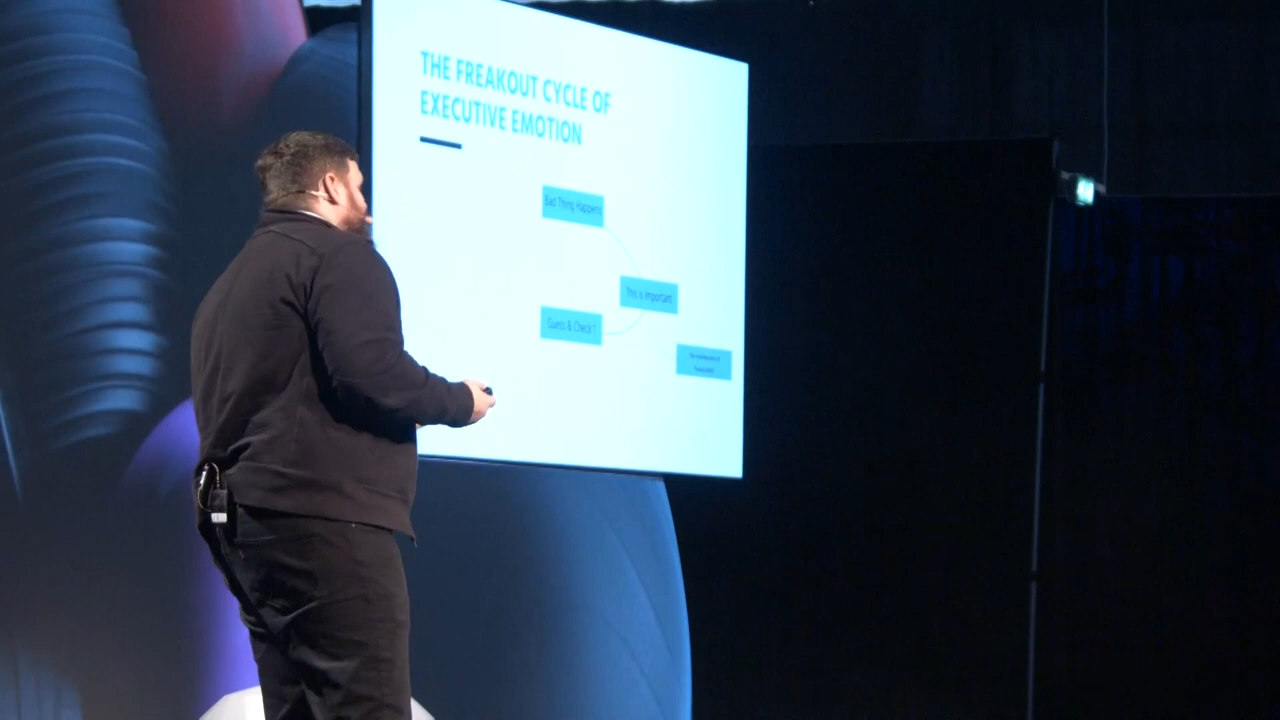 THE FREAKOUT CYCLE OF
EXECUTIVE EMOTION
Bad Thing Happens
This is important
Guess & Check !